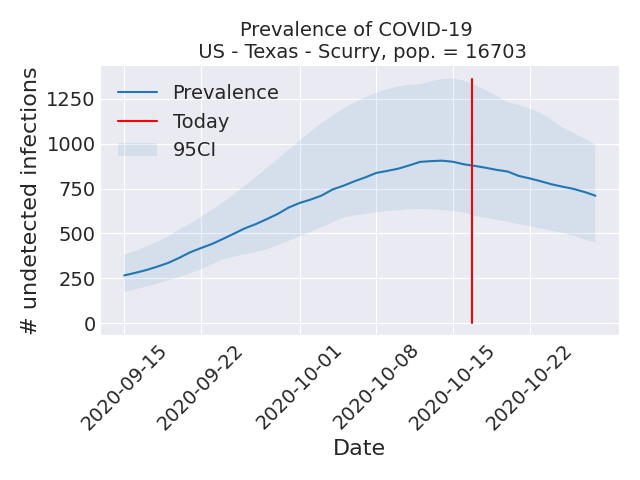 Prevalence of COVID-19
US - Texas - Scurry, pop. = 16703
# undetected infections
1250
1000
750
500
250
0
Prevalence
Today
95CI
2020-09-15
2020-09-22
2020-10-01
2020-10-08
2020-10-15
2020-10-22
Date